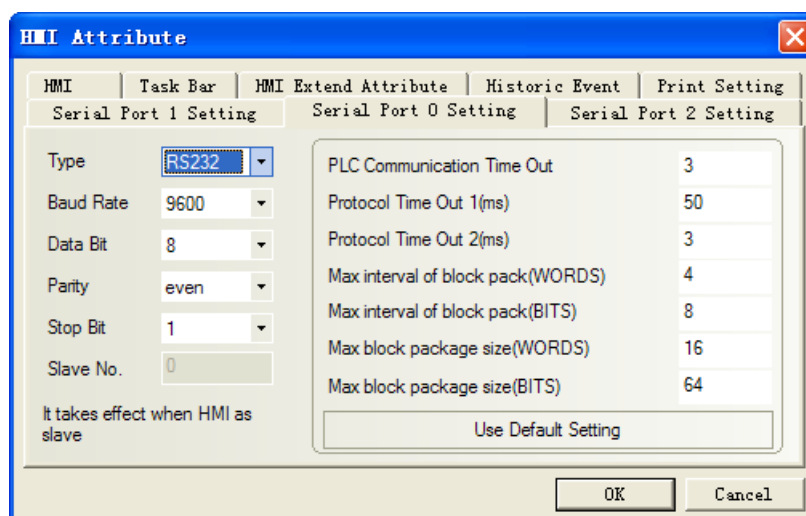 HMI Attribute
HMI Task Bar HMI Extend Attribute Historic Event Print Setting
Serial Port 1 Setting Serial Port 0 Setting Serial Port 2 Setting
Type RS232
Baud Rate 9600
Data Bit 8
Parity even
Stop Bit 1
Slave No. 0
It takes effect when HMI as
slave
PLC Communication Time Out 3
Protocol Time Out 1(ms) 50
Protocol Time Out 2(ms) 3
Max interval of block pack(WORDS) 4
Max interval of block pack(BITS) 8
Max block package size(WORDS) 16
Max block package size(BITS) 64
Use Default Setting
OK Cancel